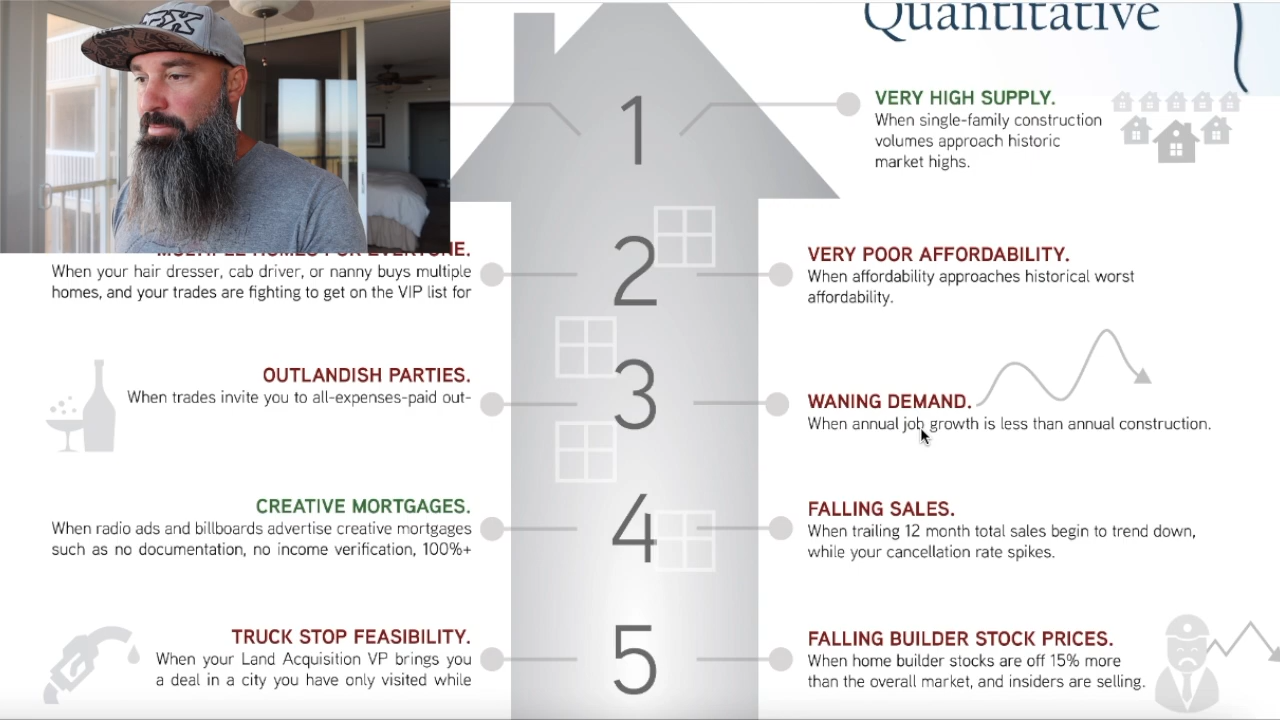 Quantitative
1
VERY HIGH SUPPLY.
When single-family construction
volumes approach historic
market highs.
MULTIPLE HOMES FOR EVERYONE.
When your hair dresser, cab driver, or nanny buys multiple
homes, and your trades are fighting to get on the VIP list for
2
VERY POOR AFFORDABILITY.
When affordability approaches historical worst
affordability.
OUTLANDISH PARTIES.
When trades invite you to all-expenses-paid out-
3
WANING DEMAND.
When annual job growth is less than annual construction.
CREATIVE MORTGAGES.
When radio ads and billboards advertise creative mortgages
such as no documentation, no income verification, 100%+
4
FALLING SALES.
When trailing 12 month total sales begin to trend down,
while your cancellation rate spikes.
TRUCK STOP FEASIBILITY.
When your Land Acquisition VP brings you
a deal in a city you have only visited while
5
FALLING BUILDER STOCK PRICES.
When home builder stocks are off 15% more
than the overall market, and insiders are selling.